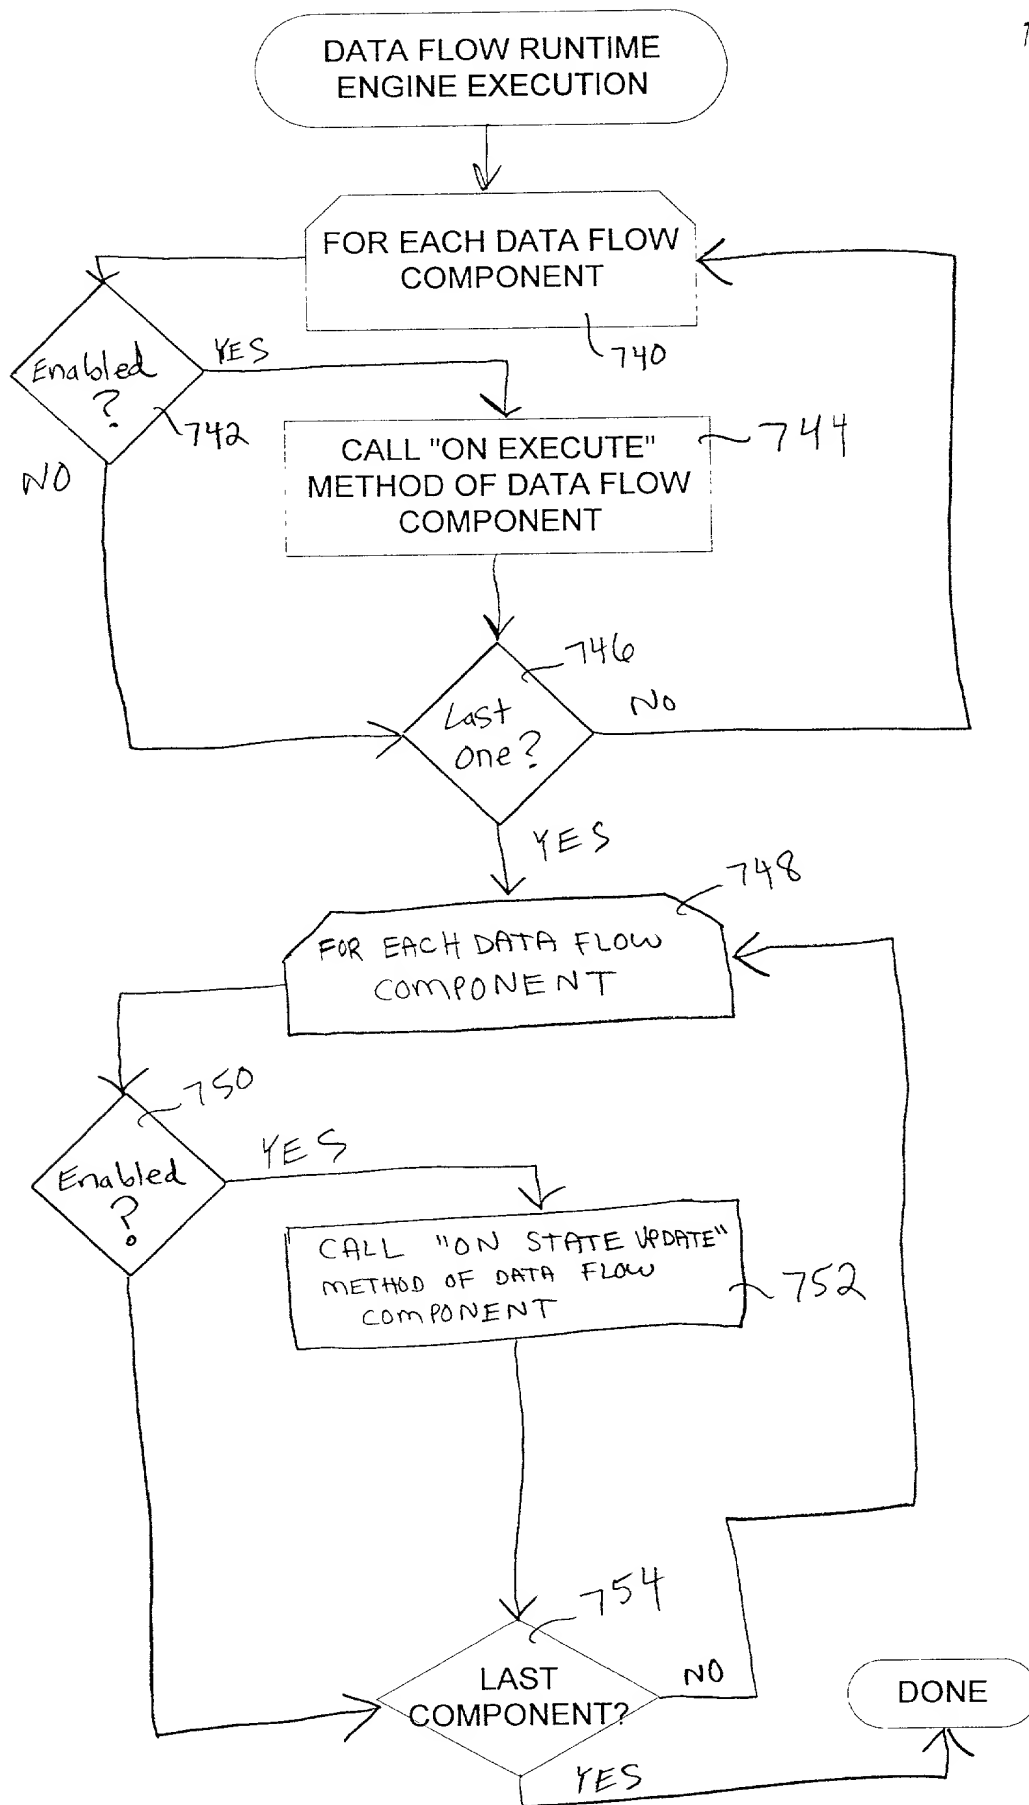 DATA FLOW RUNTIME
ENGINE EXECUTION
FOR EACH DATA FLOW
COMPONENT
740
Enabled
?
742
YES
NO
CALL "ON EXECUTE"
METHOD OF DATA FLOW
COMPONENT
744
746
Last
One?
NO
YES
748
FOR EACH DATA FLOW
COMPONENT
750
Enabled
?
YES
CALL "ON STATE UPDATE"
METHOD OF DATA FLOW
COMPONENT
752
754
LAST
COMPONENT?
NO
DONE
YES